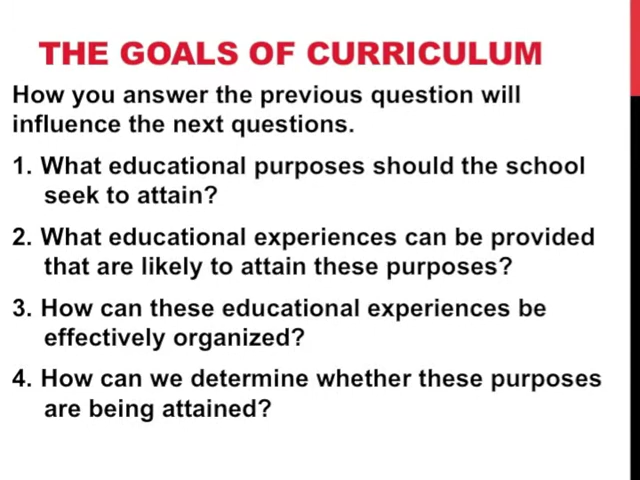 THE GOALS OF CURRICULUM
How you answer the previous question will
influence the next questions.
1. What educational purposes should the school
seek to attain?
2. What educational experiences can be provided
that are likely to attain these purposes?
3. How can these educational experiences be
effectively organized?
4. How can we determine whether these purposes
are being attained?